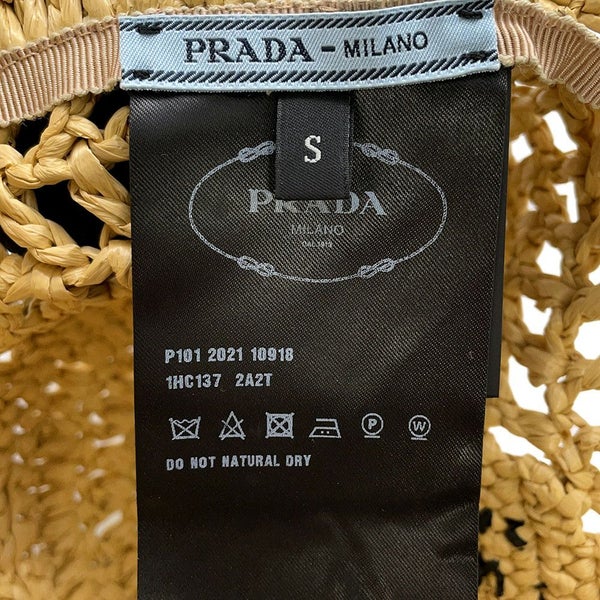 PRADA - MILANO
S
PRADA
MILANO
DAL 1913
P101 2021 10918
1HC137 2A2T
P W
DO NOT NATURAL DRY